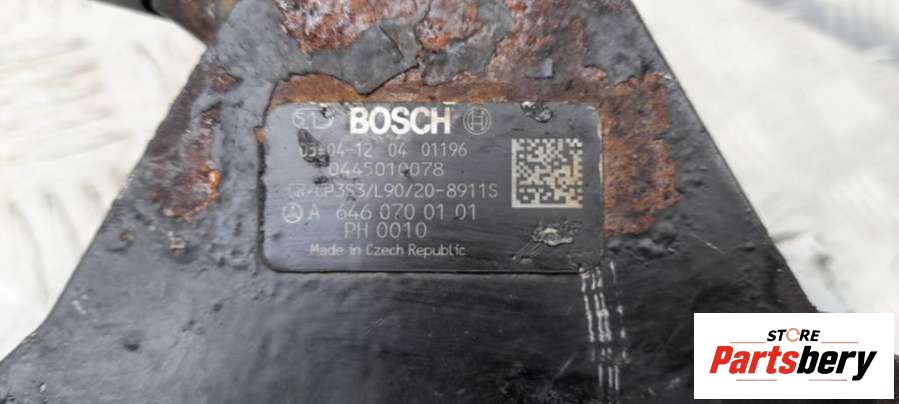 BOSCH
03-04-12 04 01196
0445010078
CR/CP3S3/L90/20-8911S
A 646 070 01 01
PH 0010
Made in Czech Republic
STORE
Partsbery